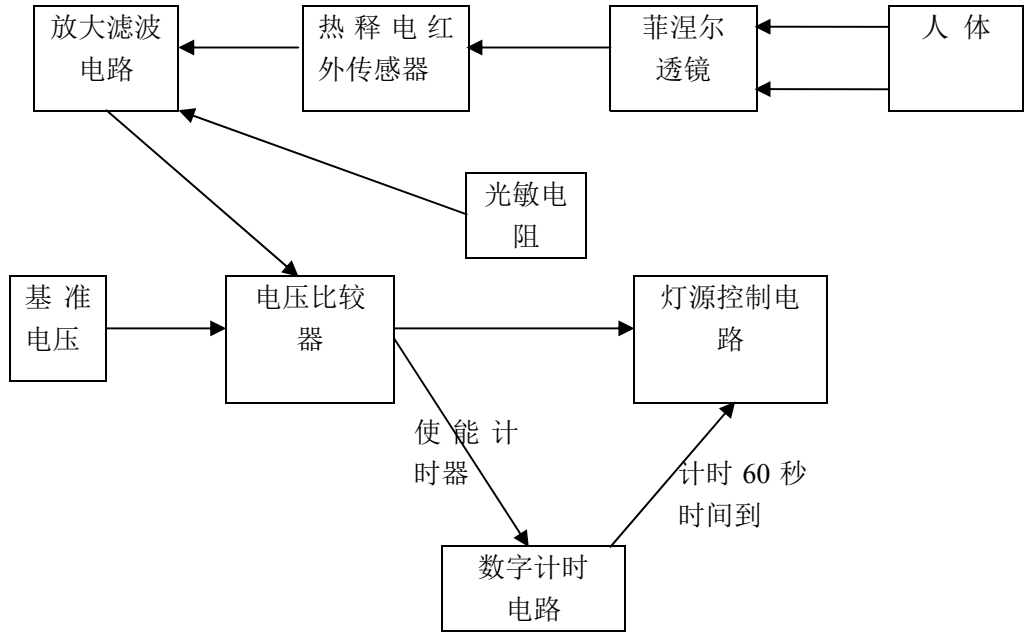 放大滤波
电路
热 释 电 红
外传感器
菲涅尔
透镜
人 体
光敏电
阻
基 准
电压
电压比较
器
灯源控制电
路
使 能 计
时器
计时 60 秒
时间到
数字计时
电路